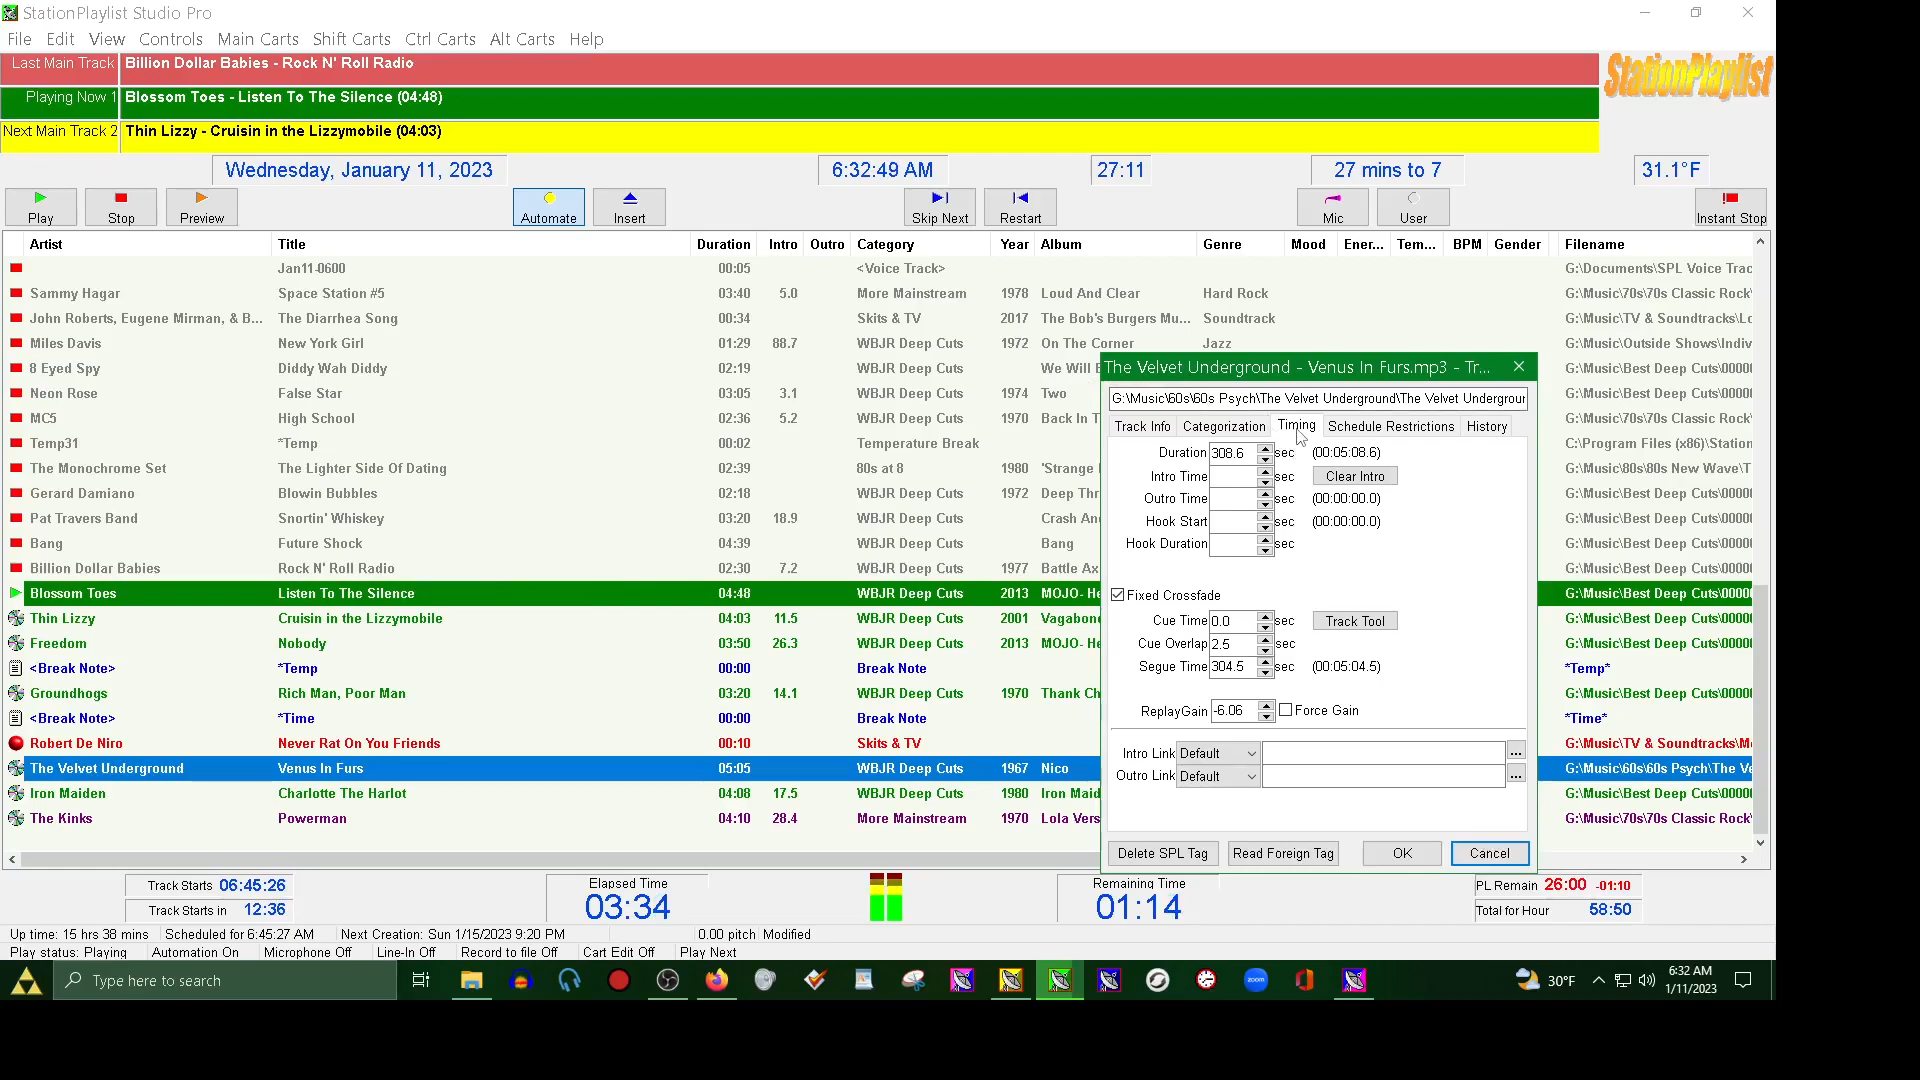 StationPlaylist Studio Pro
File Edit View Controls Main Carts Shift Carts Ctrl Carts Alt Carts Help
Last Main Track Billion Dollar Babies - Rock N' Roll Radio
StationPlaylist
Playing Now 1 Blossom Toes - Listen To The Silence (04:48)
Next Main Track 2 Thin Lizzy - Cruisin in the Lizzymobile (04:03)
Wednesday, January 11, 2023 6:32:49 AM 27:11 27 mins to 7 31.1°F
Play Stop Preview Automate Insert Skip Next Restart Mic User Instant Stop
Artist Title Duration Intro Outro Category Year Album Genre Mood Ener... Tem... BPM Gender Filename
Jan11-0600 00:05 <Voice Track> G:\Documents\SPL Voice Trac
Sammy Hagar Space Station #5 03:40 5.0 More Mainstream 1978 Loud And Clear Hard Rock G:\Music\70s\70s Classic Rock\
John Roberts, Eugene Mirman, & B... The Diarrhea Song 00:34 Skits & TV 2017 The Bob's Burgers Mu... Soundtrack G:\Music\TV & Soundtracks\Lo
Miles Davis New York Girl 01:29 88.7 WBJR Deep Cuts 1972 On The Corner Jazz G:\Music\Outside Shows\Indiv
8 Eyed Spy Diddy Wah Diddy 02:19 WBJR Deep Cuts We Will G:\Music\Best Deep Cuts\0000
Neon Rose False Star 03:05 3.1 WBJR Deep Cuts 1974 Two G:\Music\Best Deep Cuts\0000
MC5 High School 02:36 5.2 WBJR Deep Cuts 1970 Back In T G:\Music\70s\70s Classic Rock\
Temp31 *Temp 00:02 Temperature Break C:\Program Files (x86)\Station
The Monochrome Set The Lighter Side Of Dating 02:39 80s at 8 1980 'Strange G:\Music\80s\80s New Wave\T
Gerard Damiano Blowin Bubbles 02:18 WBJR Deep Cuts 1972 Deep Thr G:\Music\Best Deep Cuts\0000
Pat Travers Band Snortin' Whiskey 03:20 18.9 WBJR Deep Cuts Crash An G:\Music\Best Deep Cuts\0000
Bang Future Shock 04:39 WBJR Deep Cuts Bang G:\Music\Best Deep Cuts\0000
Billion Dollar Babies Rock N' Roll Radio 02:30 7.2 WBJR Deep Cuts 1977 Battle Ax G:\Music\Best Deep Cuts\0000
Blossom Toes Listen To The Silence 04:48 WBJR Deep Cuts 2013 MOJO- He G:\Music\Best Deep Cuts\0000
Thin Lizzy Cruisin in the Lizzymobile 04:03 11.5 WBJR Deep Cuts 2001 Vagabon G:\Music\Best Deep Cuts\0000
Freedom Nobody 03:50 26.3 WBJR Deep Cuts 2013 MOJO- He G:\Music\Best Deep Cuts\0000
<Break Note> *Temp 00:00 Break Note *Temp*
Groundhogs Rich Man, Poor Man 03:20 14.1 WBJR Deep Cuts 1970 Thank Ch G:\Music\Best Deep Cuts\0000
<Break Note> *Time 00:00 Break Note *Time*
Robert De Niro Never Rat On You Friends 00:10 Skits & TV G:\Music\TV & Soundtracks\M
The Velvet Underground Venus In Furs 05:05 WBJR Deep Cuts 1967 Nico G:\Music\60s\60s Psych\The Ve
Iron Maiden Charlotte The Harlot 04:08 17.5 WBJR Deep Cuts 1980 Iron Maid G:\Music\Best Deep Cuts\0000
The Kinks Powerman 04:10 28.4 More Mainstream 1970 Lola Vers G:\Music\70s\70s Classic Rock\
The Velvet Underground - Venus In Furs.mp3 - Tr...
G:\Music\60s\60s Psych\The Velvet Underground\The Velvet Undergroun
Track Info Categorization Timing Schedule Restrictions History
Duration 308.6 sec (00:05:08.6)
Intro Time sec Clear Intro
Outro Time sec (00:00:00.0)
Hook Start sec (00:00:00.0)
Hook Duration sec
Fixed Crossfade
Cue Time 0.0 sec Track Tool
Cue Overlap 2.5 sec
Segue Time 304.5 sec (00:05:04.5)
ReplayGain -6.06 Force Gain
Intro Link Default ...
Outro Link Default ...
Delete SPL Tag Read Foreign Tag OK Cancel
Track Starts 06:45:26 Elapsed Time Remaining Time PL Remain 26:00 -01:10
Track Starts in 12:36 03:34 01:14 Total for Hour 58:50
Up time: 15 hrs 38 mins Scheduled for 6:45:27 AM Next Creation: Sun 1/15/2023 9:20 PM 0.00 pitch Modified
Play status: Playing Automation On Microphone Off Line-In Off Record to file Off Cart Edit Off Play Next
Type here to search zoom 30°F 6:32 AM
1/11/2023